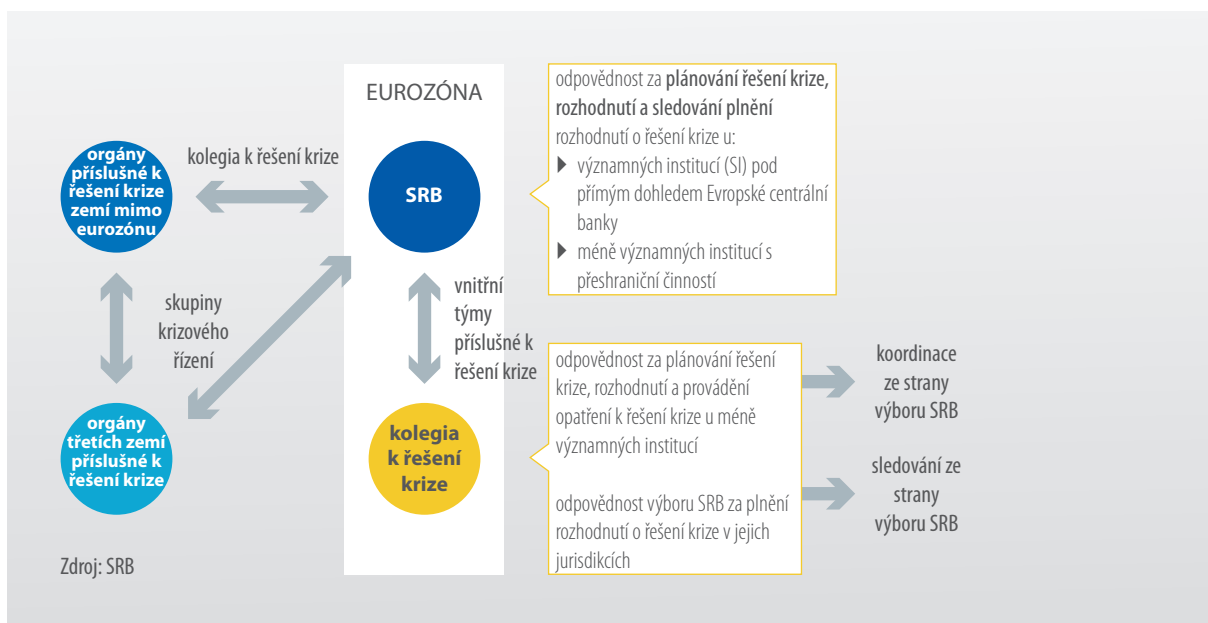 EUROZÓNA
orgány
příslušné k
řešení krize
zemí mimo
eurozónu
kolegia k řešení krize
SRB
odpovědnost za plánování řešení krize,
rozhodnutí a sledování plnění
rozhodnutí o řešení krize u:
významných institucí (SI) pod
přímým dohledem Evropské centrální
banky
méně významných institucí s
přeshraniční činností
skupiny
krizového
řízení
vnitřní
týmy
příslušné k
řešení krize
orgány
třetích zemí
příslušné k
řešení krize
kolegia
k řešení
krize
odpovědnost za plánování řešení
krize, rozhodnutí a provádění
opatření k řešení krize u méně
významných institucí
odpovědnost výboru SRB za plnění
rozhodnutí o řešení krize v jejich
jurisdikcích
koordinace
ze strany
výboru SRB
sledování ze
strany
výboru SRB
Zdroj: SRB